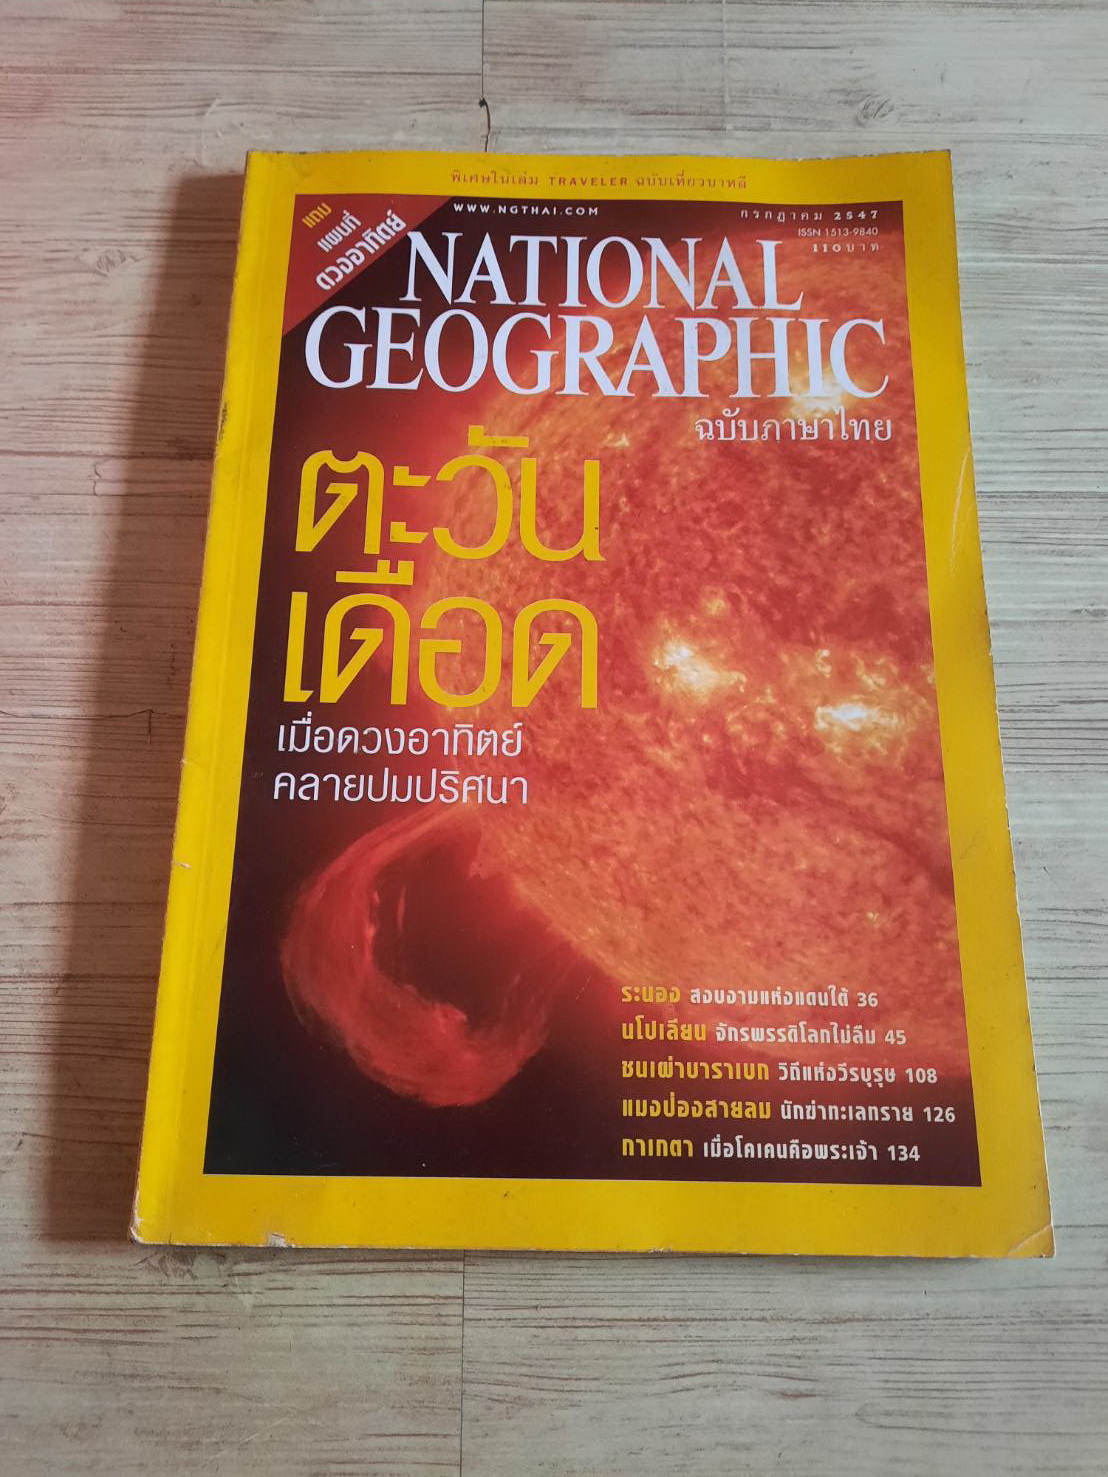 พิเศษในเล่ม TRAVELER ฉบับเที่ยวบาหลี
แถม
แผนที่
ดวงอาทิตย์
WWW.NGTHAI.COM
กรกฎาคม 2547
ISSN 1513-9840
110 บาท
NATIONAL
GEOGRAPHIC
ฉบับภาษาไทย
ตะวัน
เดือด
เมื่อดวงอาทิตย์
คลายปมปริศนา
ระนอง สงบงามแห่งแดนใต้ 36
นโปเลียน จักรพรรดิโลกไม่ลืม 45
ชนเผ่าบาราเบก วิถีแห่งวีรบุรุษ 108
แมงป่องสายลม นักฆ่าทะเลทราย 126
กาเกตา เมื่อโคเคนคือพระเจ้า 134